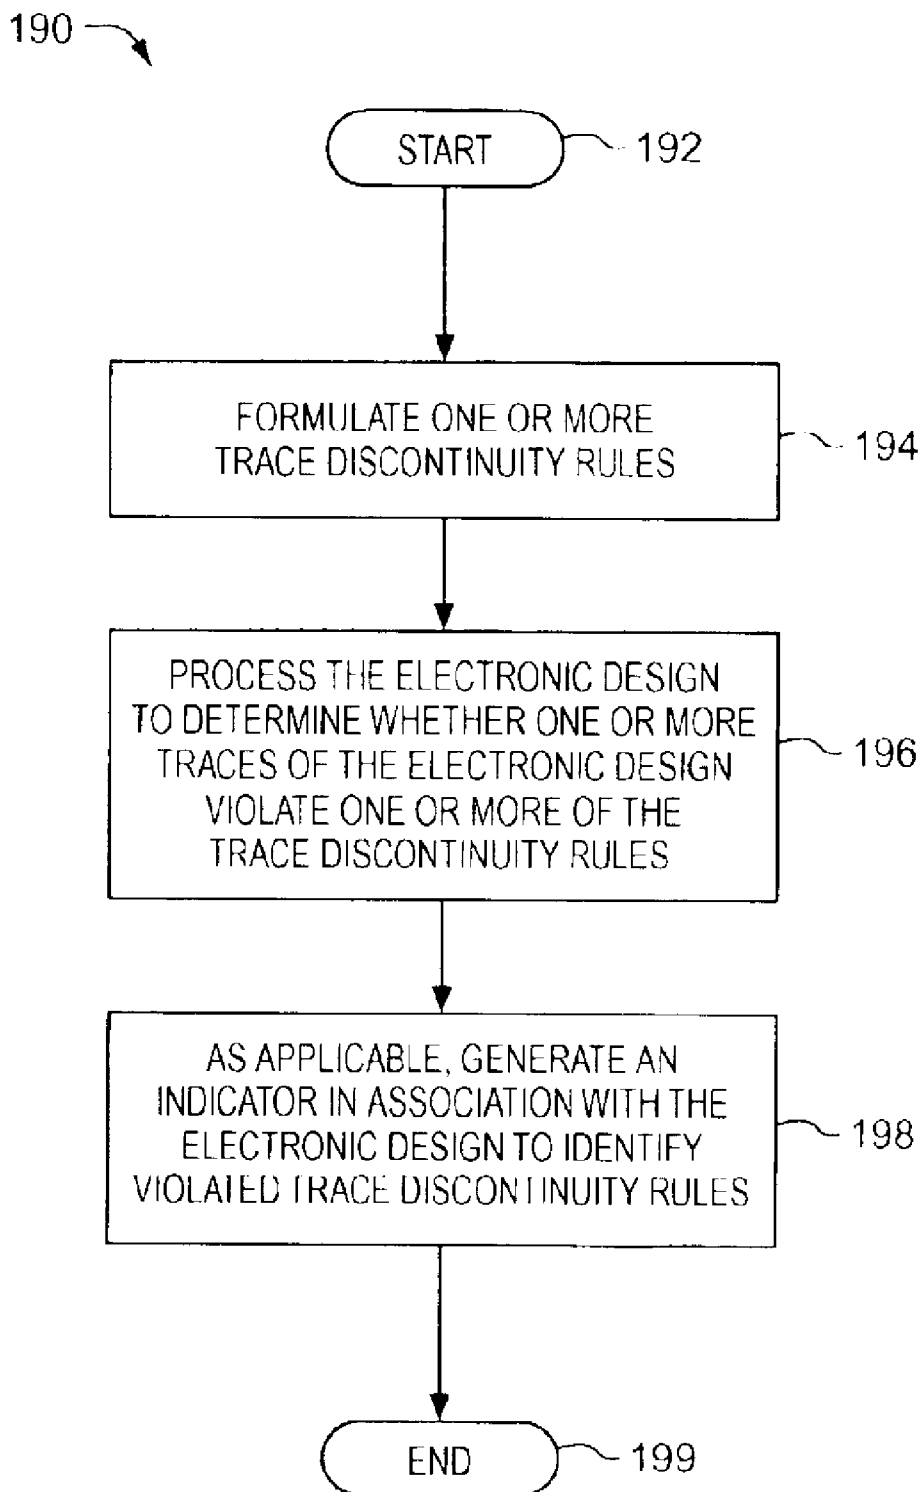 190
START
192
FORMULATE ONE OR MORE
TRACE DISCONTINUITY RULES
194
PROCESS THE ELECTRONIC DESIGN
TO DETERMINE WHETHER ONE OR MORE
TRACES OF THE ELECTRONIC DESIGN
VIOLATE ONE OR MORE OF THE
TRACE DISCONTINUITY RULES
196
AS APPLICABLE, GENERATE AN
INDICATOR IN ASSOCIATION WITH THE
ELECTRONIC DESIGN TO IDENTIFY
VIOLATED TRACE DISCONTINUITY RULES
198
END
199